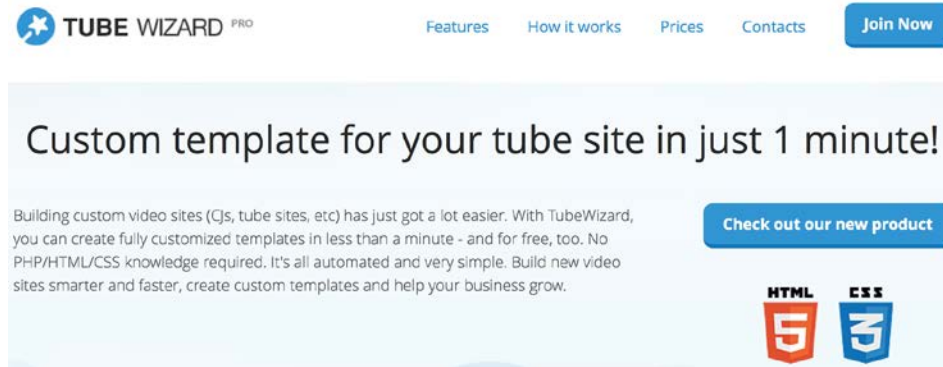 TUBE WIZARD PRO
Features How it works Prices Contacts Join Now
Custom template for your tube site in just 1 minute!
Building custom video sites (CJs, tube sites, etc) has just got a lot easier. With TubeWizard,
you can create fully customized templates in less than a minute - and for free, too. No
PHP/HTML/CSS knowledge required. It's all automated and very simple. Build new video
sites smarter and faster, create custom templates and help your business grow.
Check out our new product
HTML CSS
5 3